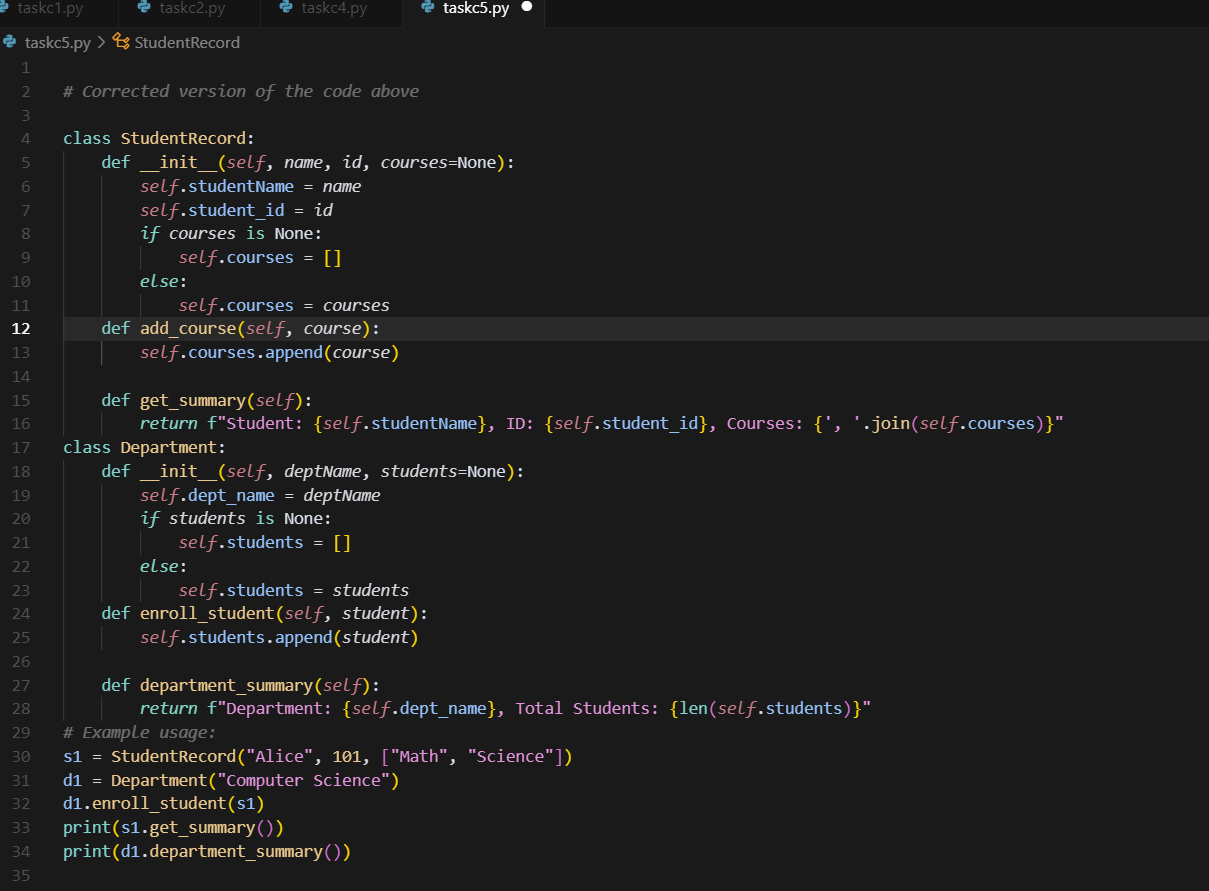 taskc1.py taskc2.py taskc4.py taskc5.py
taskc5.py > StudentRecord
1
2 # Corrected version of the code above
3
4 class StudentRecord:
5     def __init__(self, name, id, courses=None):
6         self.studentName = name
7         self.student_id = id
8         if courses is None:
9             self.courses = []
10         else:
11             self.courses = courses
12     def add_course(self, course):
13         self.courses.append(course)
14
15     def get_summary(self):
16         return f"Student: {self.studentName}, ID: {self.student_id}, Courses: {', '.join(self.courses)}"
17 class Department:
18     def __init__(self, deptName, students=None):
19         self.dept_name = deptName
20         if students is None:
21             self.students = []
22         else:
23             self.students = students
24     def enroll_student(self, student):
25         self.students.append(student)
26
27     def department_summary(self):
28         return f"Department: {self.dept_name}, Total Students: {len(self.students)}"
29 # Example usage:
30 s1 = StudentRecord("Alice", 101, ["Math", "Science"])
31 d1 = Department("Computer Science")
32 d1.enroll_student(s1)
33 print(s1.get_summary())
34 print(d1.department_summary())
35